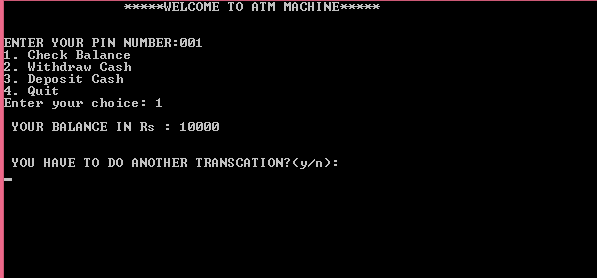 *****WELCOME TO ATM MACHINE*****
ENTER YOUR PIN NUMBER:001
1. Check Balance
2. Withdraw Cash
3. Deposit Cash
4. Quit
Enter your choice: 1
YOUR BALANCE IN Rs : 10000
YOU HAVE TO DO ANOTHER TRANSCATION?(y/n):